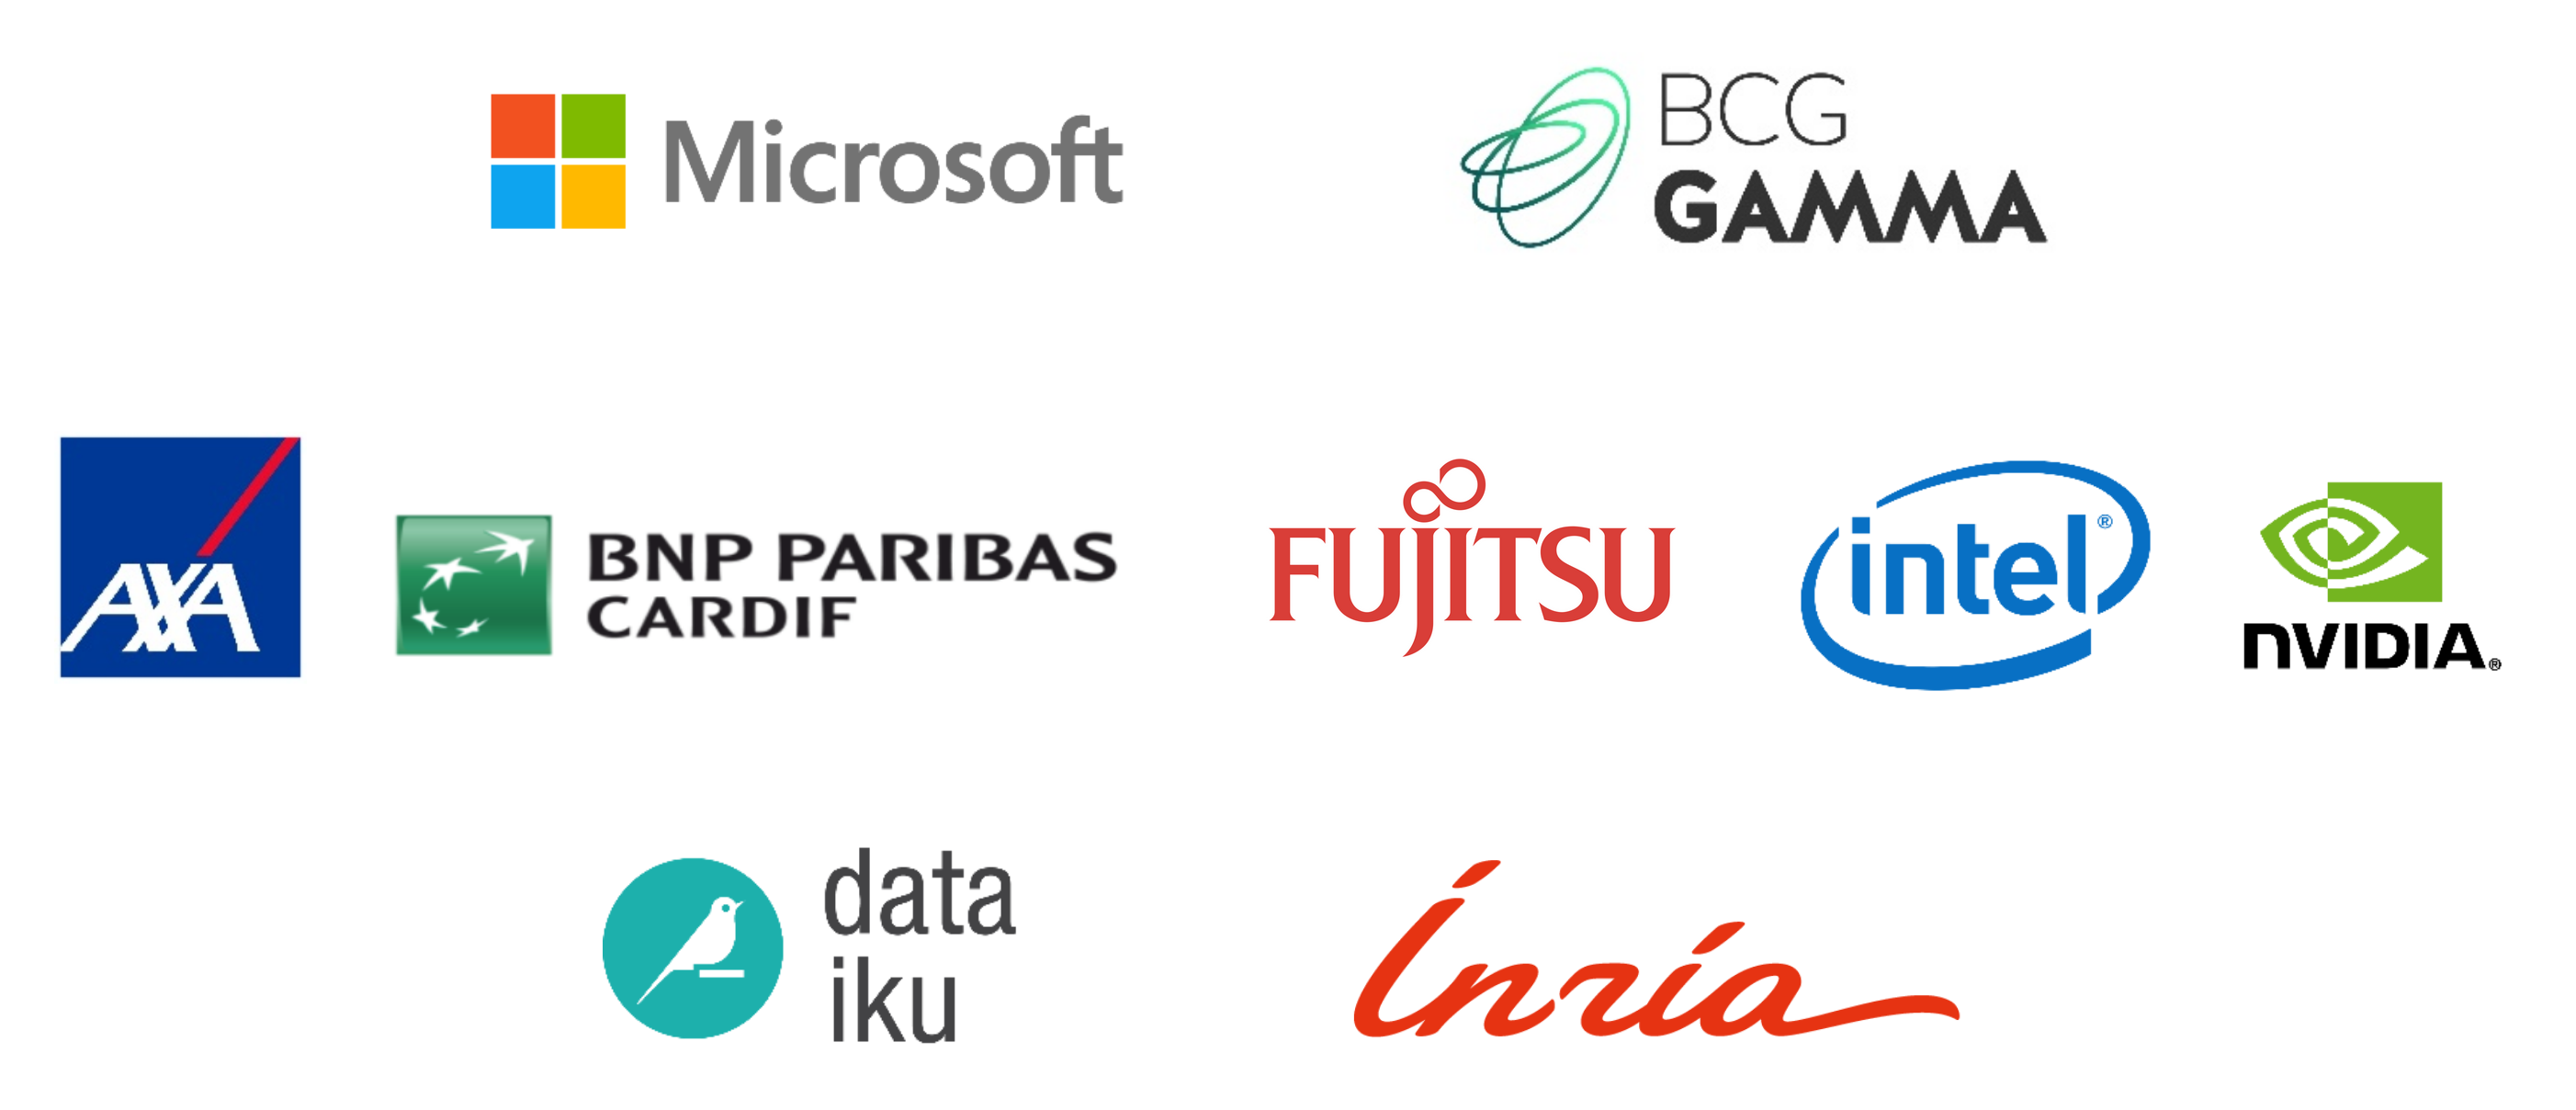 Microsoft
BCG
GAMMA
AXA
BNP PARIBAS
CARDIF
FUJITSU
intel®
NVIDIA®
data
iku
Inria